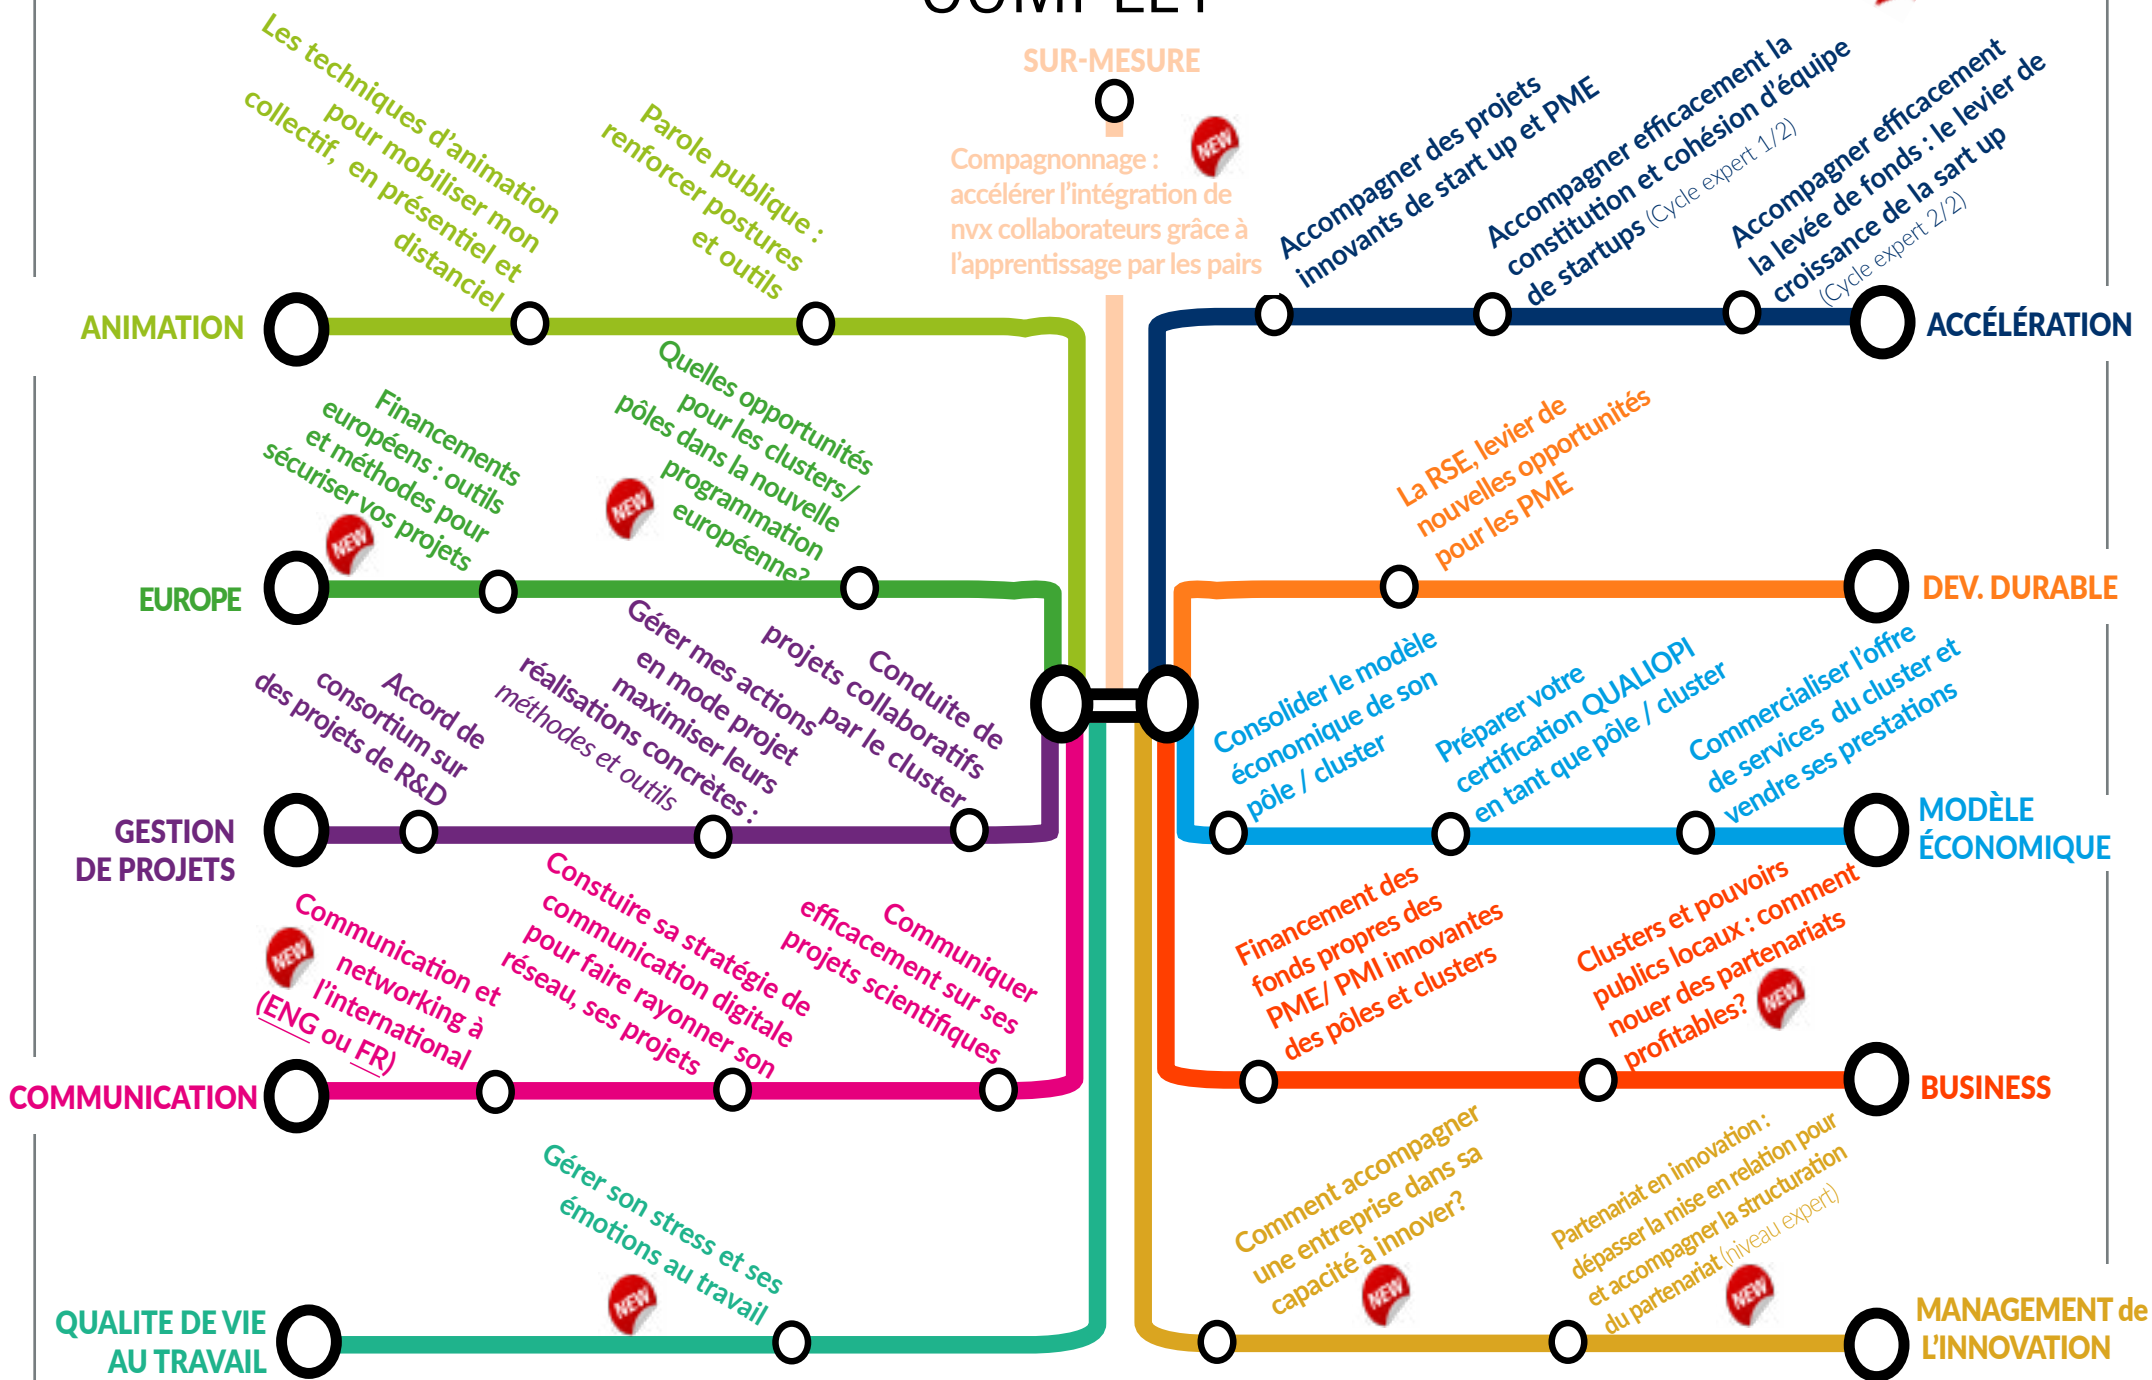 COMPLET
SUR-MESURE
NEW
Compagnonnage :
accélérer l'intégration de
nvx collaborateurs grâce à
l'apprentissage par les pairs
Les techniques d'animation
pour mobiliser mon
collectif, en présentiel et
distanciel
Parole publique :
renforcer postures
et outils
ANIMATION
Accompagner des projets
innovants de start up et PME
Accompagner efficacement la
constitution et cohésion d'équipe
de startups (Cycle expert 1/2)
Accompagner efficacement
la levée de fonds : le levier de
croissance de la sart up
(Cycle expert 2/2)
ACCÉLÉRATION
Financements
européens : outils
et méthodes pour
sécuriser vos projets
NEW
Quelles opportunités
pour les clusters/
pôles dans la nouvelle
programmation
européenne?
NEW
EUROPE
La RSE, levier de
nouvelles opportunités
pour les PME
DEV. DURABLE
Accord de
consortium sur
des projets de R&D
Gérer mes actions
en mode projet
maximiser leurs
réalisations concrètes :
méthodes et outils
Conduite de
projets collaboratifs
par le cluster
GESTION
DE PROJETS
Consolider le modèle
économique de son
pôle / cluster
Préparer votre
certification QUALIOPI
en tant que pôle / cluster
Commercialiser l'offre
de services du cluster et
vendre ses prestations
MODÈLE
ÉCONOMIQUE
NEW
Communication et
networking à
l'international
(ENG ou FR)
Constuire sa stratégie de
communication digitale
pour faire rayonner son
réseau, ses projets
Communiquer
efficacement sur ses
projets scientifiques
COMMUNICATION
Financement des
fonds propres des
PME/ PMI innovantes
des pôles et clusters
Clusters et pouvoirs
publics locaux : comment
nouer des partenariats
profitables?
NEW
BUSINESS
Gérer son stress et ses
émotions au travail
NEW
QUALITE DE VIE
AU TRAVAIL
Comment accompagner
une entreprise dans sa
capacité à innover?
NEW
Partenariat en innovation :
dépasser la mise en relation pour
et accompagner la structuration
du partenariat (niveau expert)
NEW
MANAGEMENT de
L'INNOVATION